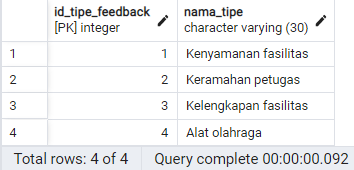 id_tipe_feedback nama_tipe
[PK] integer character varying (30)
1 1 Kenyamanan fasilitas
2 2 Keramahan petugas
3 3 Kelengkapan fasilitas
4 4 Alat olahraga
Total rows: 4 of 4 Query complete 00:00:00.092